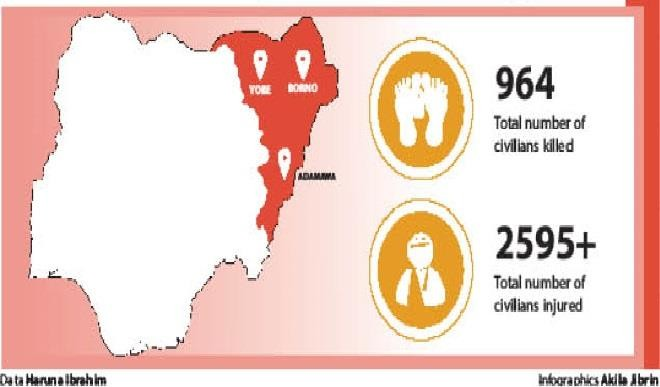 YOBE
BORNO
ADAMAWA
964
Total number of
civilians killed
2595+
Total number of
civilians injured
Data Haruna Ibrahim
Infographics Akila Jibrin